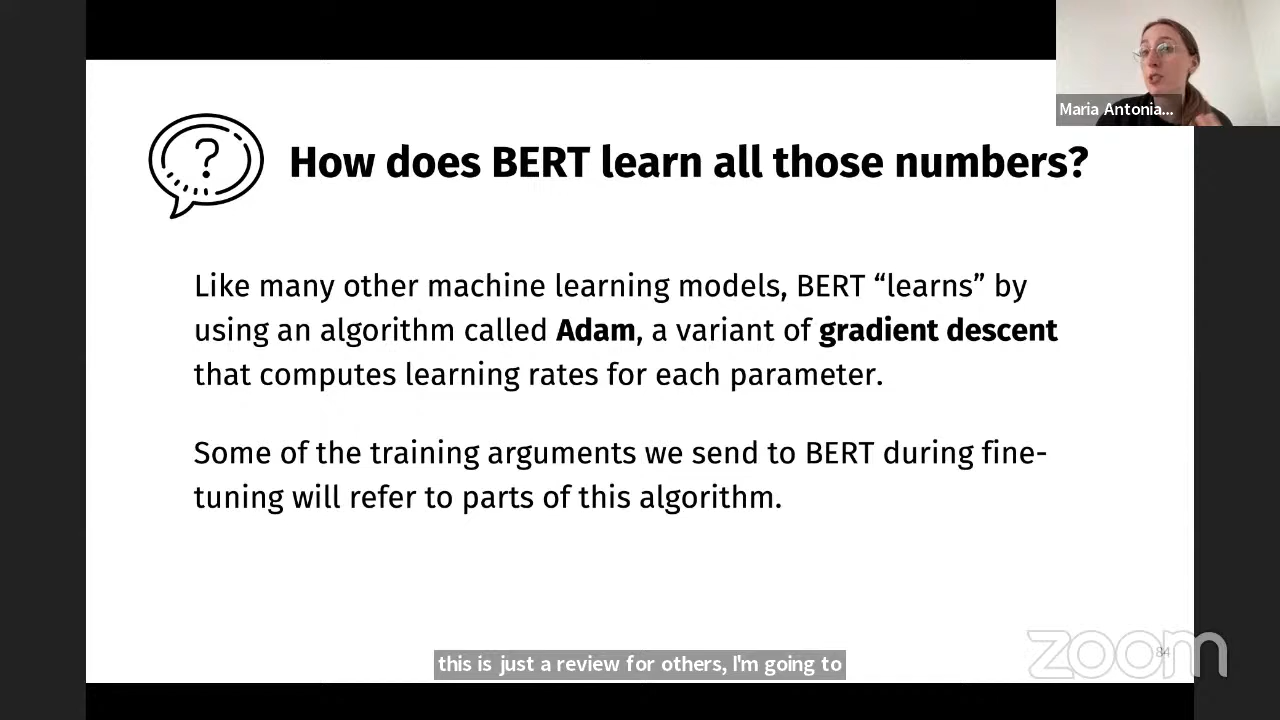 Maria Antonia...
?
How does BERT learn all those numbers?
Like many other machine learning models, BERT “learns” by
using an algorithm called Adam, a variant of gradient descent
that computes learning rates for each parameter.
Some of the training arguments we send to BERT during fine-
tuning will refer to parts of this algorithm.
this is just a review for others, I'm going to
zoom
84